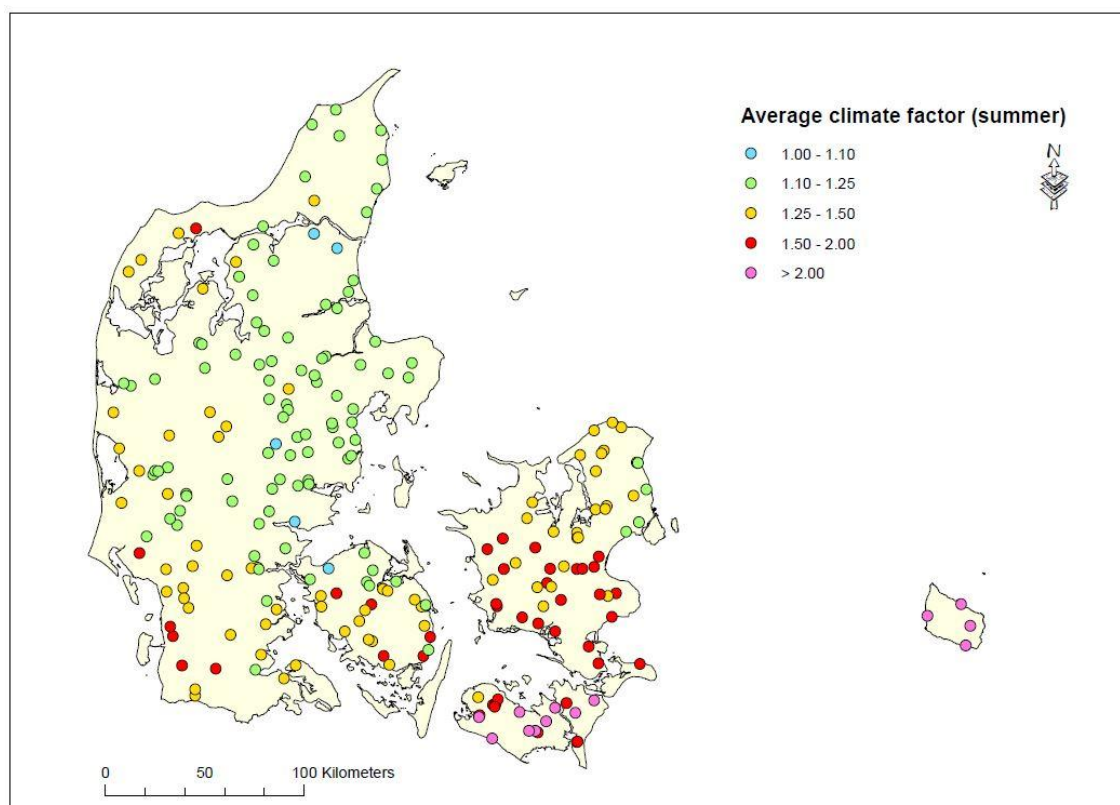 Average climate factor (summer)
1.00 - 1.10
1.10 - 1.25
1.25 - 1.50
1.50 - 2.00
> 2.00
N
0 50 100 Kilometers